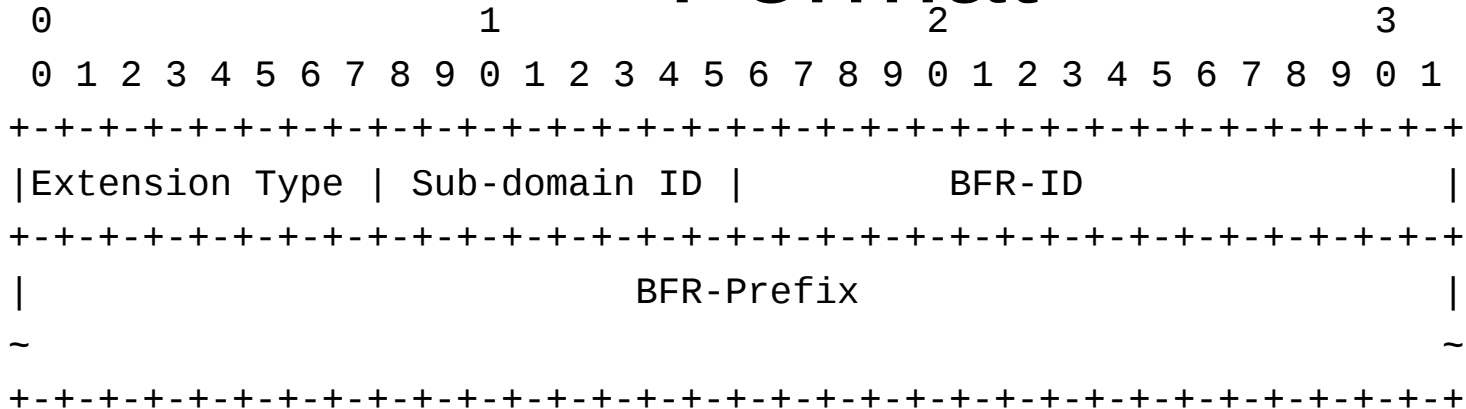 Format
 0                   1                   2                   3
 0 1 2 3 4 5 6 7 8 9 0 1 2 3 4 5 6 7 8 9 0 1 2 3 4 5 6 7 8 9 0 1
+-+-+-+-+-+-+-+-+-+-+-+-+-+-+-+-+-+-+-+-+-+-+-+-+-+-+-+-+-+-+-+-+
|Extension Type | Sub-domain ID |         BFR-ID                |
+-+-+-+-+-+-+-+-+-+-+-+-+-+-+-+-+-+-+-+-+-+-+-+-+-+-+-+-+-+-+-+-+
|                           BFR-Prefix                          |
~                                                               ~
+-+-+-+-+-+-+-+-+-+-+-+-+-+-+-+-+-+-+-+-+-+-+-+-+-+-+-+-+-+-+-+-+